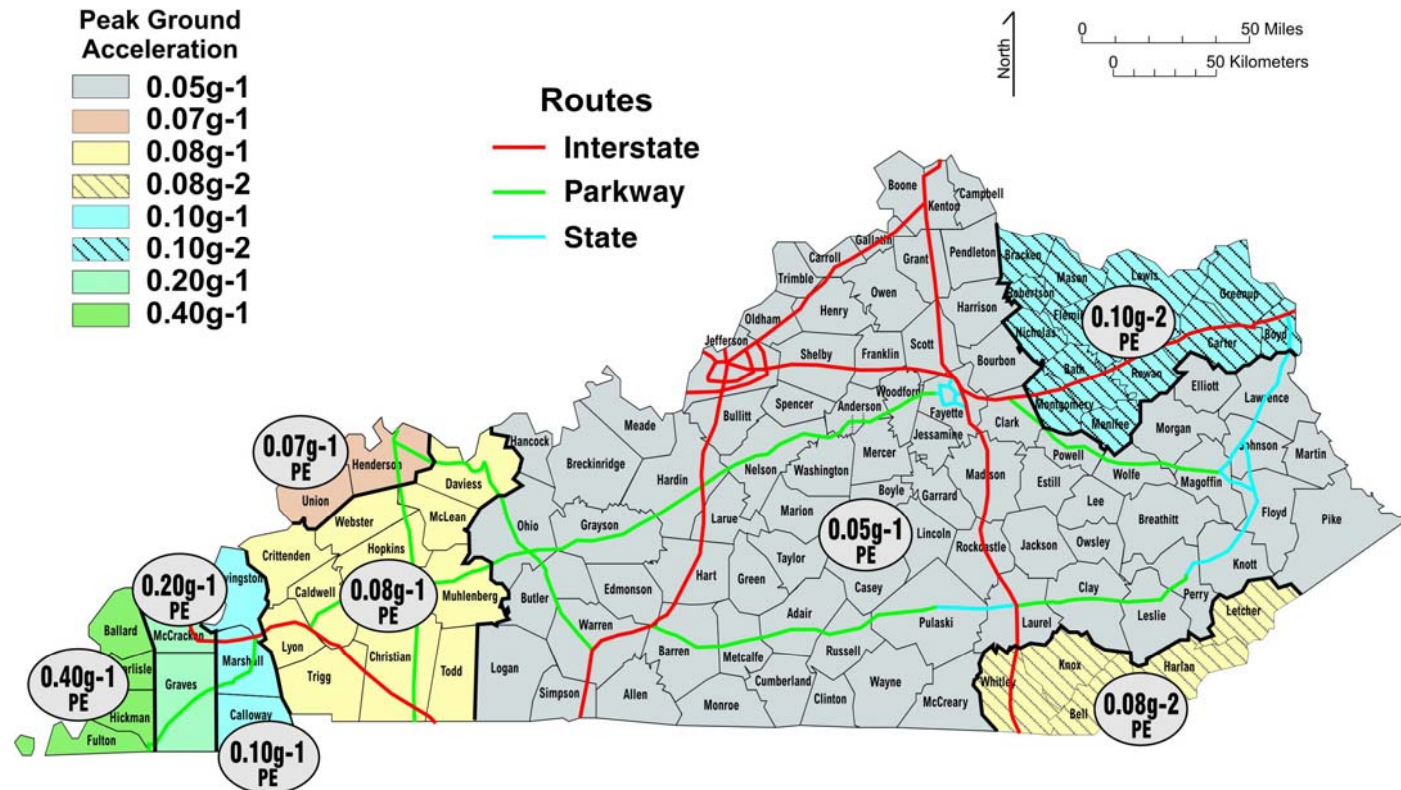 Peak Ground
Acceleration
0.05g-1
0.07g-1
0.08g-1
0.08g-2
0.10g-1
0.10g-2
0.20g-1
0.40g-1
Routes
Interstate
Parkway
State
North
0
50 Miles
0
50 Kilometers
Boone
Kenton
Campbell
Gallatin
Grant
Pendleton
Carroll
Trimble
Owen
Henry
Harrison
Oldham
Jefferson
Shelby
Franklin
Scott
Bourbon
Bracken
Mason
Lewis
Robertson
Greenup
Nicholas
0.10g-2
PE
Carter
Boyd
Bath
Rowan
Montgomery
Menifee
Elliott
Lawrence
Bullitt
Spencer
Anderson
Woodford
Fayette
Jessamine
Clark
Morgan
Johnson
Martin
Meade
Hancock
Breckinridge
Hardin
Nelson
Washington
Mercer
Madison
Powell
Wolfe
Magoffin
Estill
Lee
Floyd
Pike
0.07g-1
PE
Henderson
Union
Daviess
Webster
McLean
Ohio
Grayson
Larue
Marion
Boyle
Garrard
Lincoln
0.05g-1
PE
Rockcastle
Jackson
Owsley
Breathitt
Knott
Crittenden
Hopkins
Caldwell
0.08g-1
PE
Muhlenberg
Butler
Edmonson
Hart
Green
Taylor
Casey
Adair
Pulaski
Laurel
Clay
Leslie
Perry
Letcher
0.20g-1
PE
Ballard
McCracken
Marshall
Lyon
Trigg
Christian
Todd
Logan
Warren
Barren
Metcalfe
Russell
Cumberland
Wayne
McCreary
Clinton
Simpson
Allen
Monroe
Whitley
Knox
Bell
Harlan
0.08g-2
PE
0.40g-1
PE
Graves
Hickman
Fulton
Calloway
0.10g-1
PE